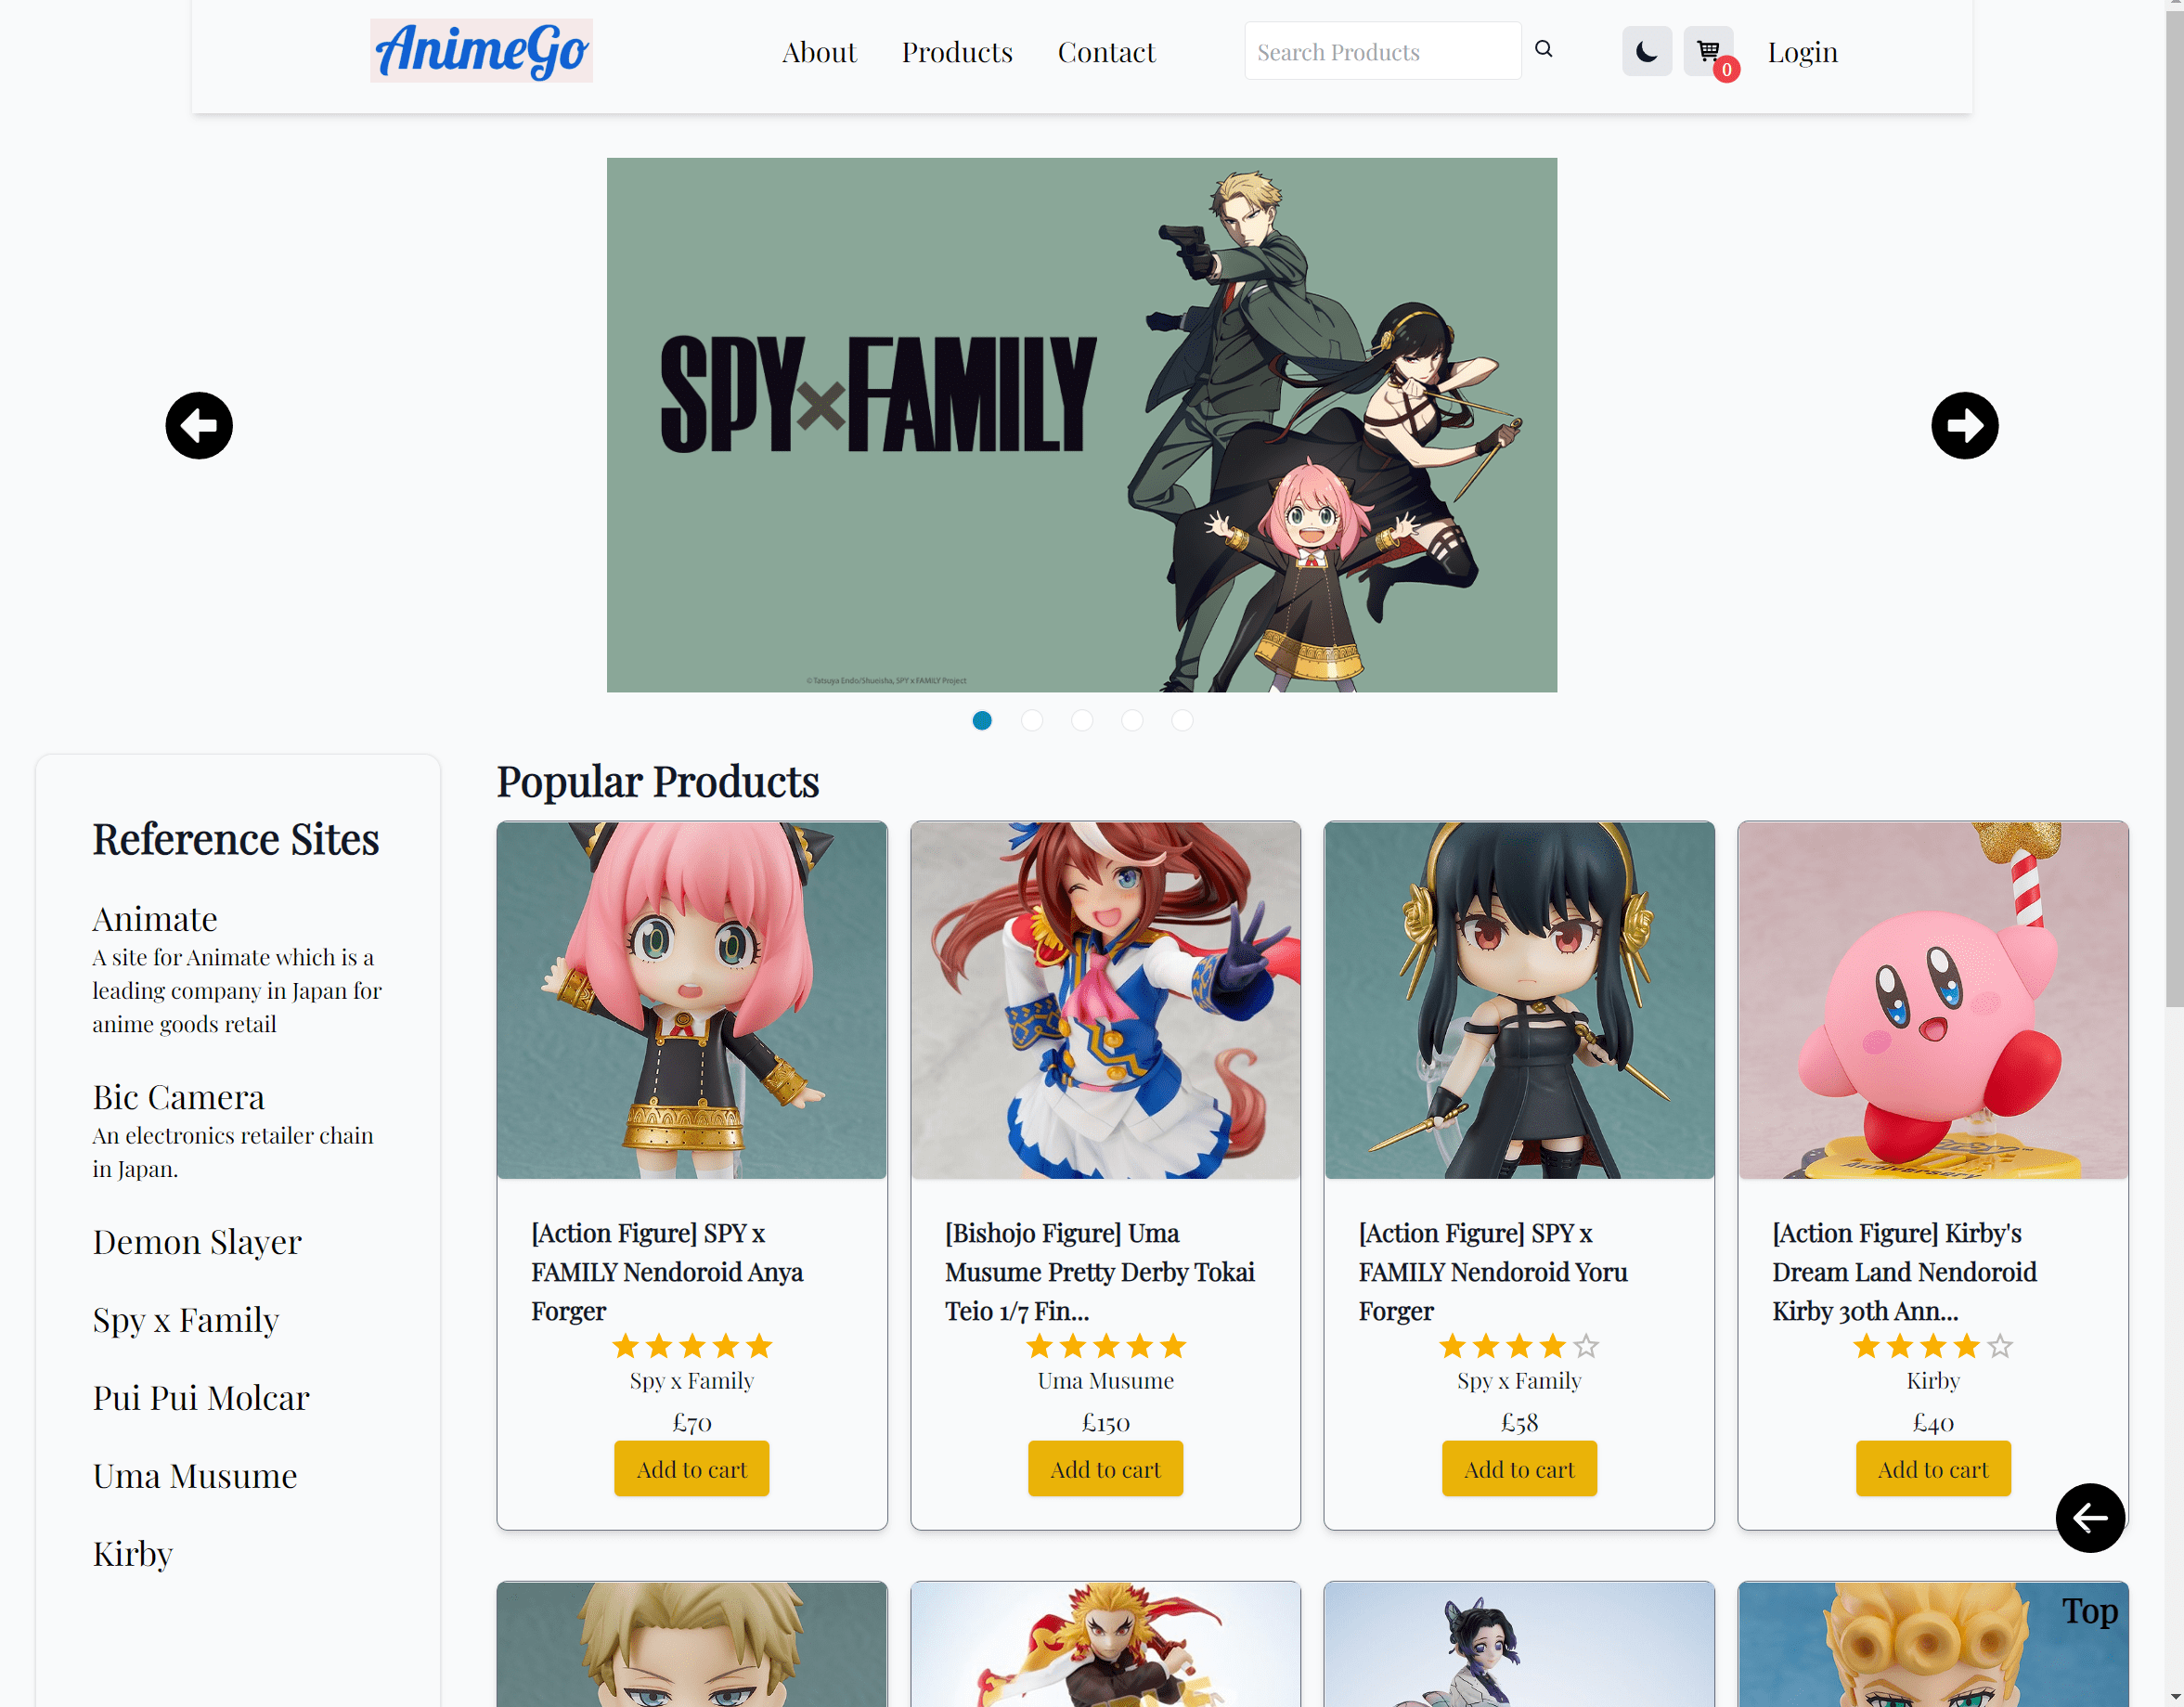 AnimeGo
About
Products
Contact
Search Products
0
Login
SPY×FAMILY
©Tatsuya Endo/Shueisha, SPY x FAMILY Project
Reference Sites
Animate
A site for Animate which is a
leading company in Japan for
anime goods retail
Bic Camera
An electronics retailer chain
in Japan.
Demon Slayer
Spy x Family
Pui Pui Molcar
Uma Musume
Kirby
Popular Products
[Action Figure] SPY x
FAMILY Nendoroid Anya
Forger
Spy x Family
£70
Add to cart
[Bishojo Figure] Uma
Musume Pretty Derby Tokai
Teio 1/7 Fin...
Uma Musume
£150
Add to cart
[Action Figure] SPY x
FAMILY Nendoroid Yoru
Forger
Spy x Family
£58
Add to cart
Anniversary
[Action Figure] Kirby's
Dream Land Nendoroid
Kirby 30th Ann...
Kirby
£40
Add to cart
Top